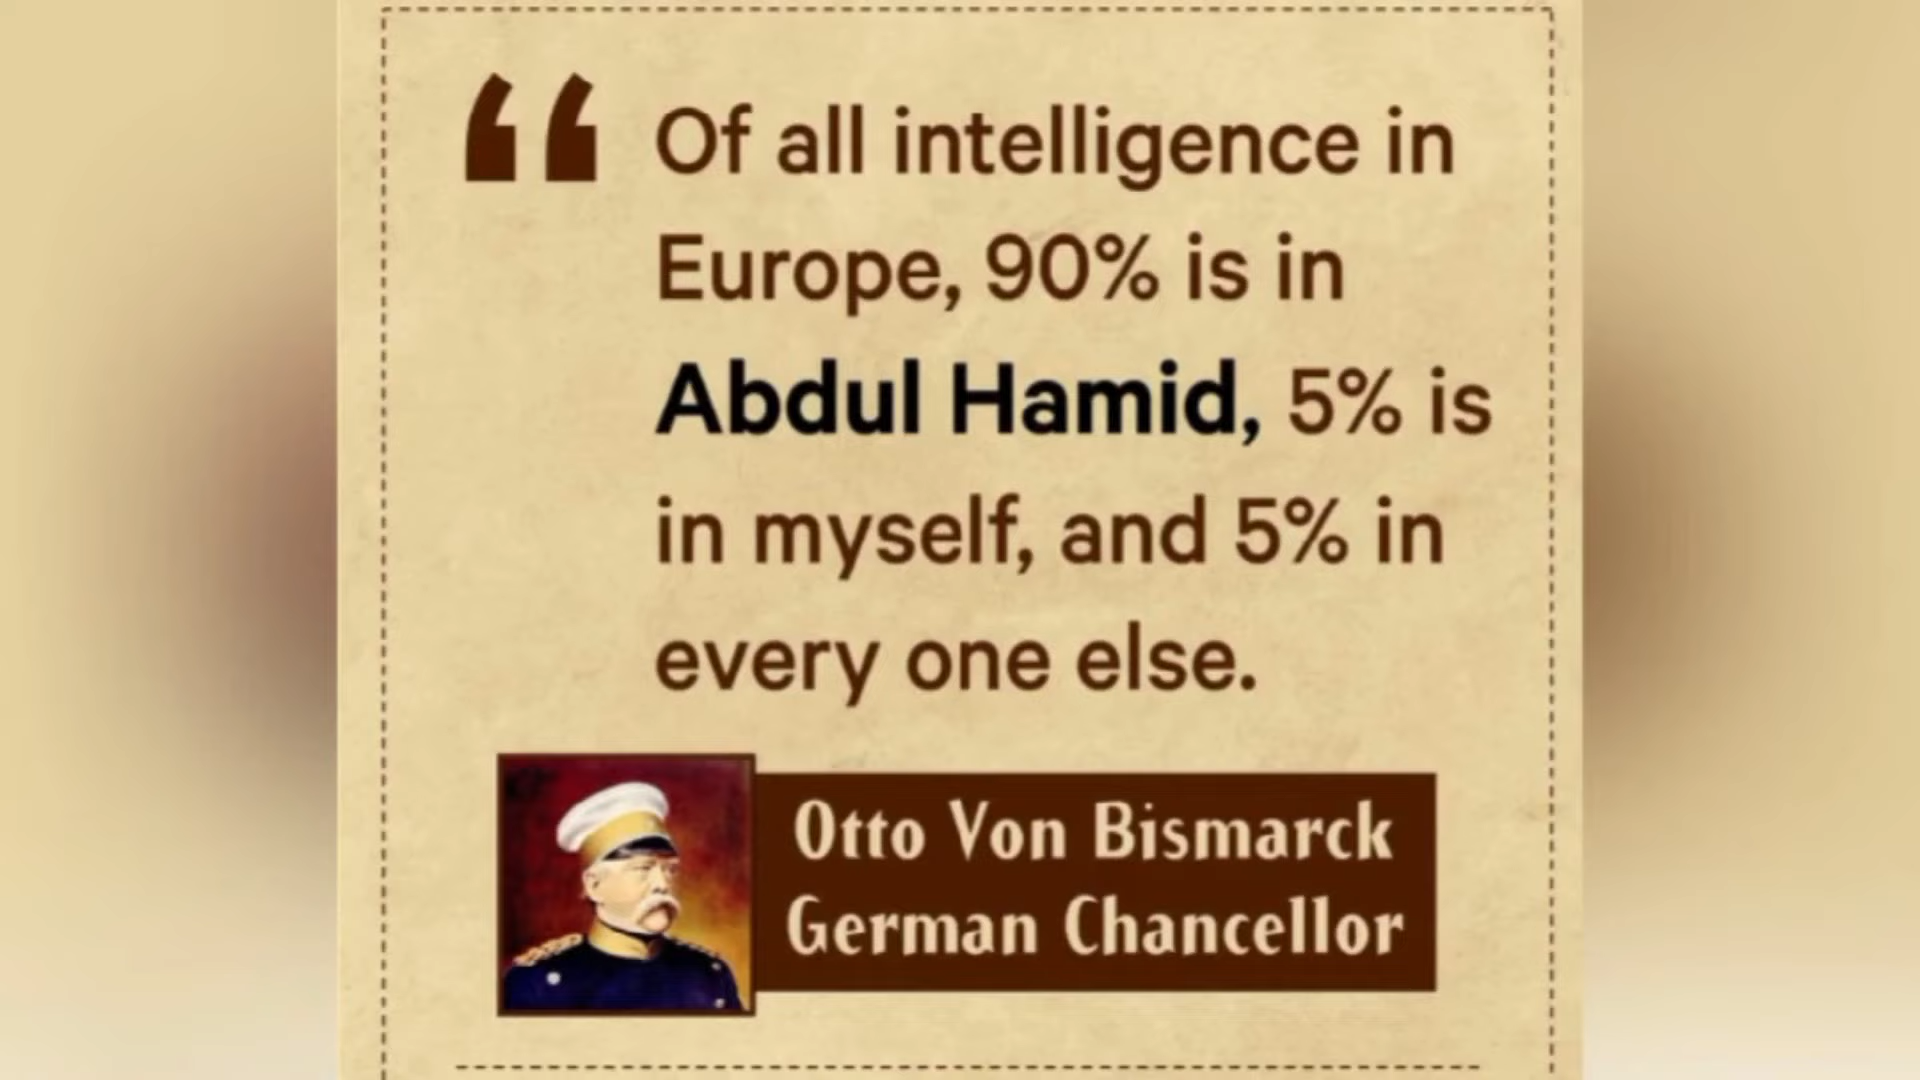 “ Of all intelligence in
Europe, 90% is in
Abdul Hamid, 5% is
in myself, and 5% in
every one else.
Otto Von Bismarck
German Chancellor